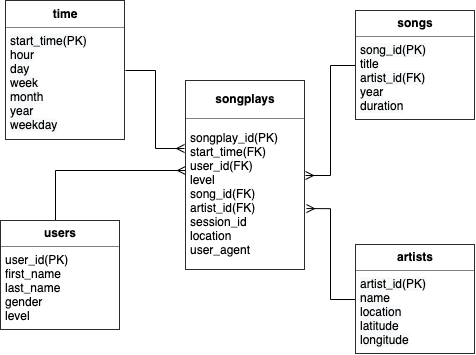 time
start_time(PK)
hour
day
week
month
year
weekday
songs
song_id(PK)
title
artist_id(FK)
year
duration
songplays
songplay_id(PK)
start_time(FK)
user_id(FK)
level
song_id(FK)
artist_id(FK)
session_id
location
user_agent
users
user_id(PK)
first_name
last_name
gender
level
artists
artist_id(PK)
name
location
latitude
longitude